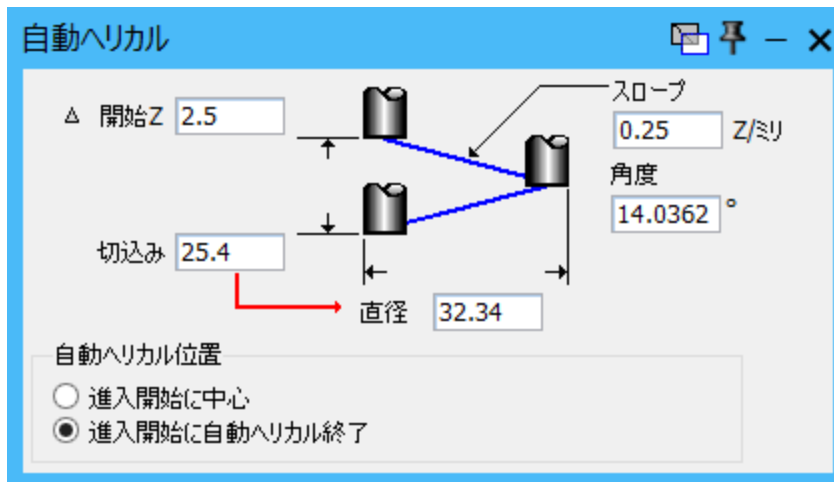 自動ヘリカル
スロープ
△ 開始Z 2.5
0.25 Z/ミリ
角度
14.0362 °
切込み 25.4
直径 32.34
自動ヘリカル位置
進入開始に中心
進入開始に自動ヘリカル終了